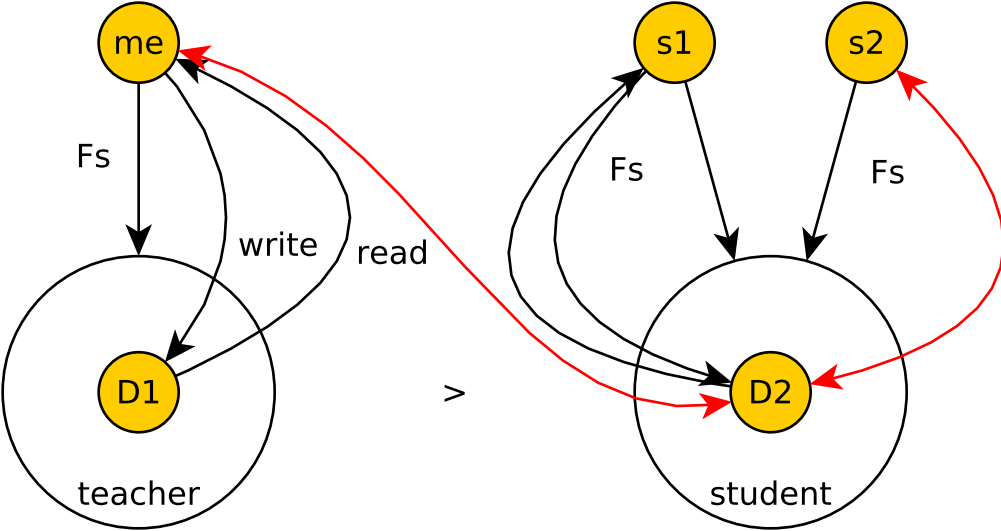 me
s1
s2
Fs
Fs
Fs
write
read
D1
>
D2
teacher
student